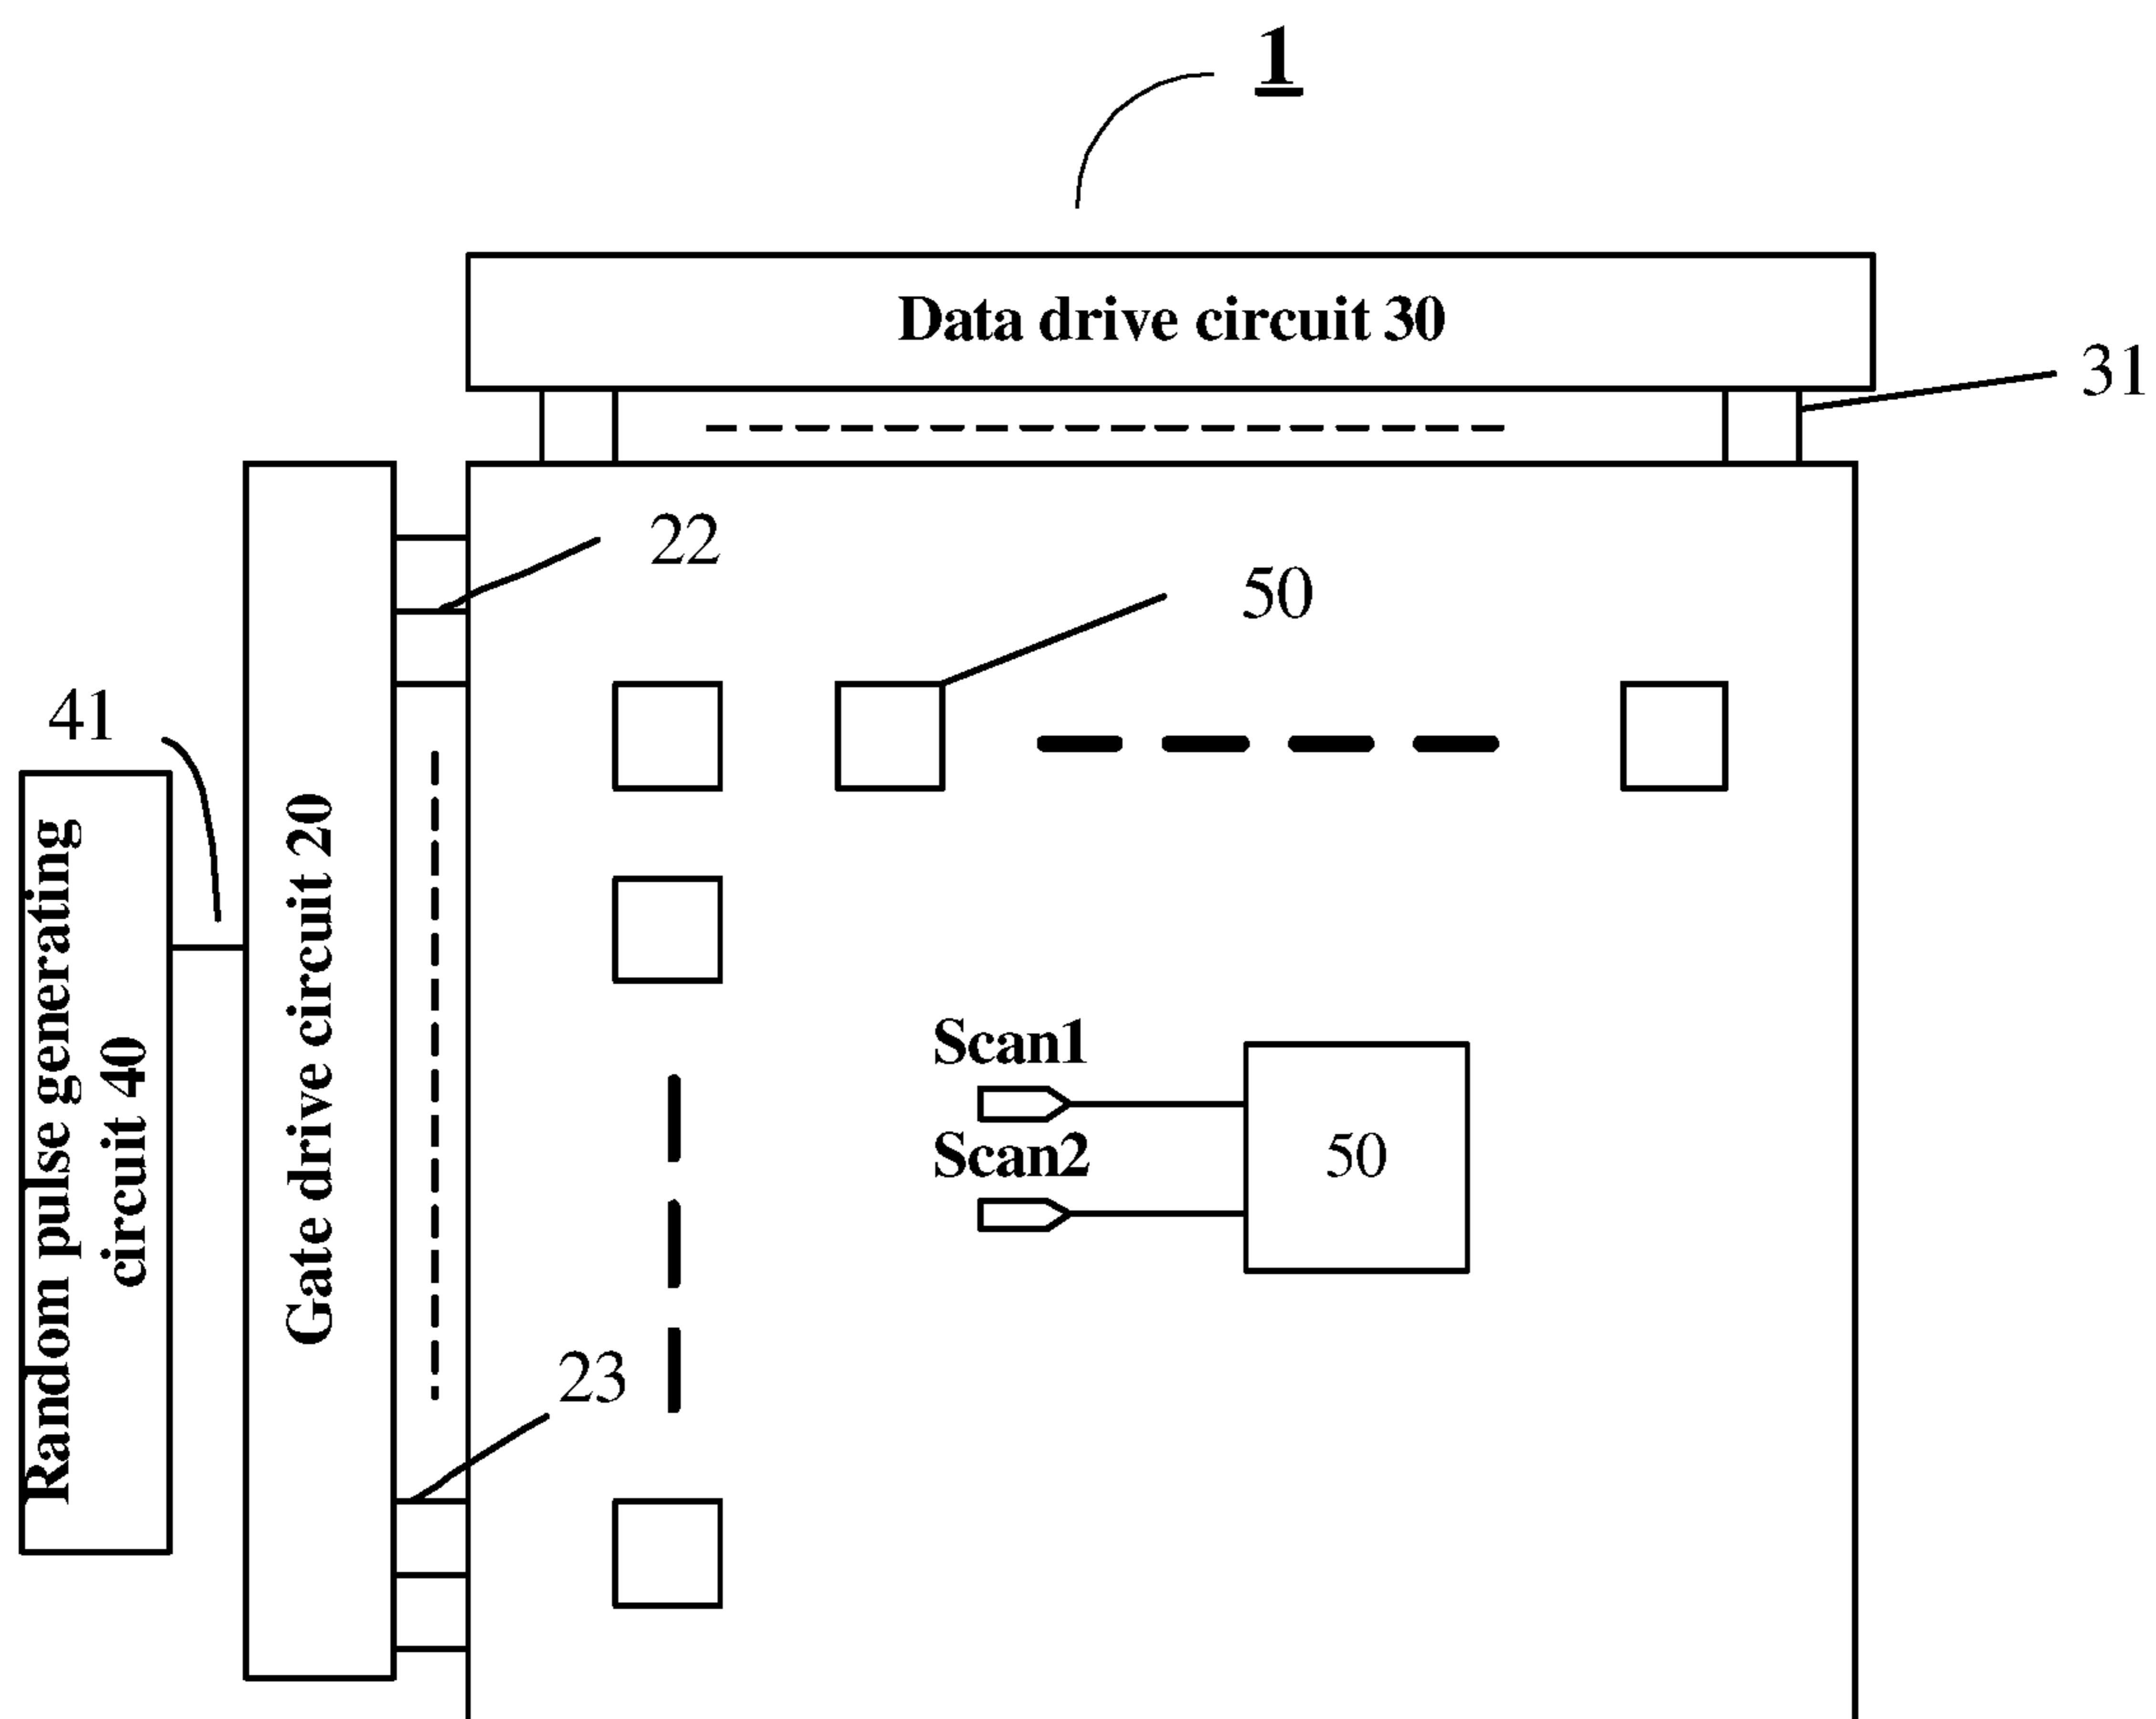 1
Data drive circuit 30
31
22
50
41
Random pulse generating
circuit 40
Gate drive circuit 20
Scan1
Scan2
50
23